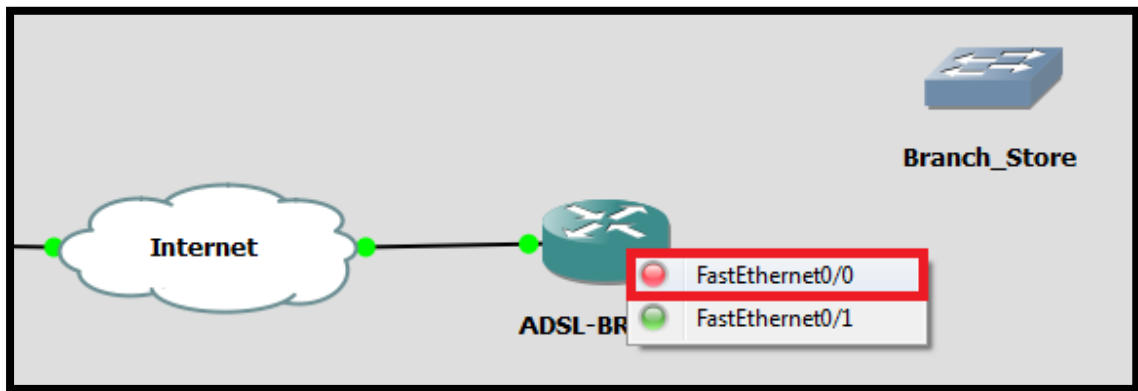 Branch_Store
Internet
FastEthernet0/0
FastEthernet0/1
ADSL-BR